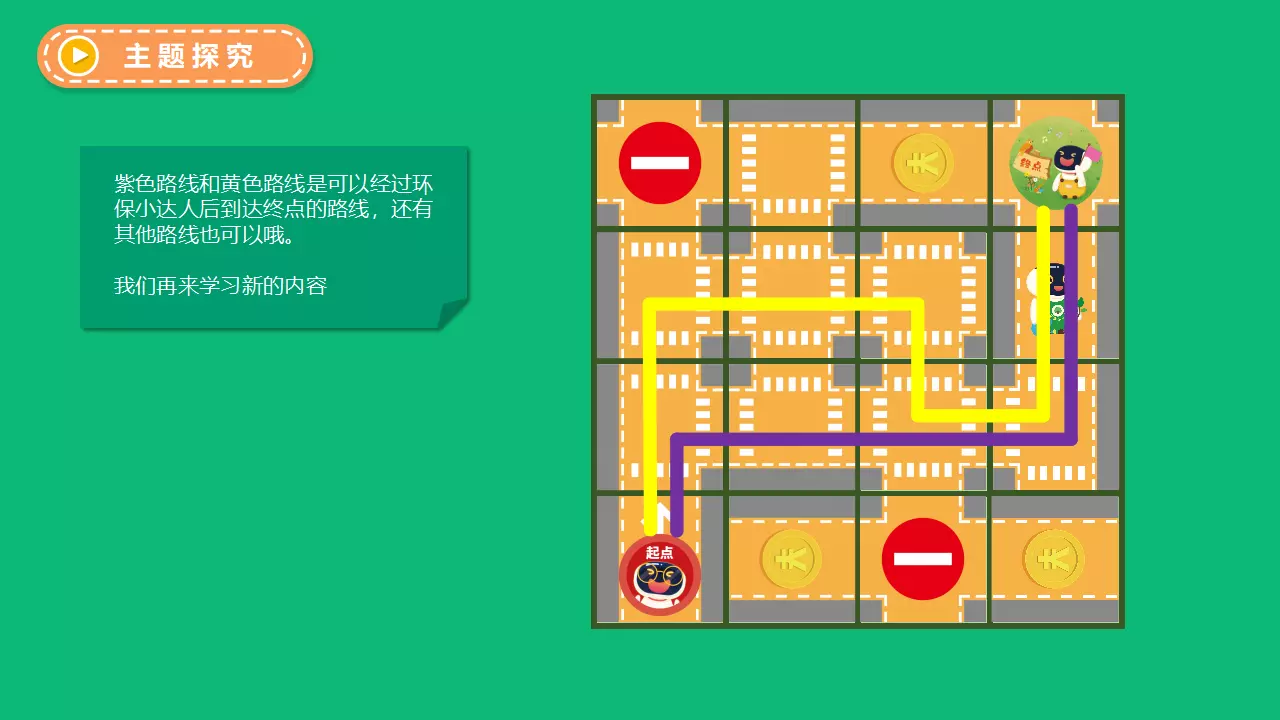 主题探究
紫色路线和黄色路线是可以经过环
保小达人后到达终点的路线，还有
其他路线也可以哦。
我们再来学习新的内容
终点
起点